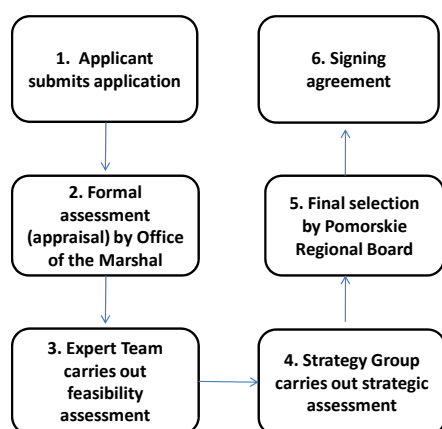 1. Applicant
submits application
2. Formal
assessment
(appraisal) by Office
of the Marshal
3. Expert Team
carries out
feasibility
assessment
4. Strategy Group
carries out strategic
assessment
5. Final selection
by Pomorskie
Regional Board
6. Signing
agreement